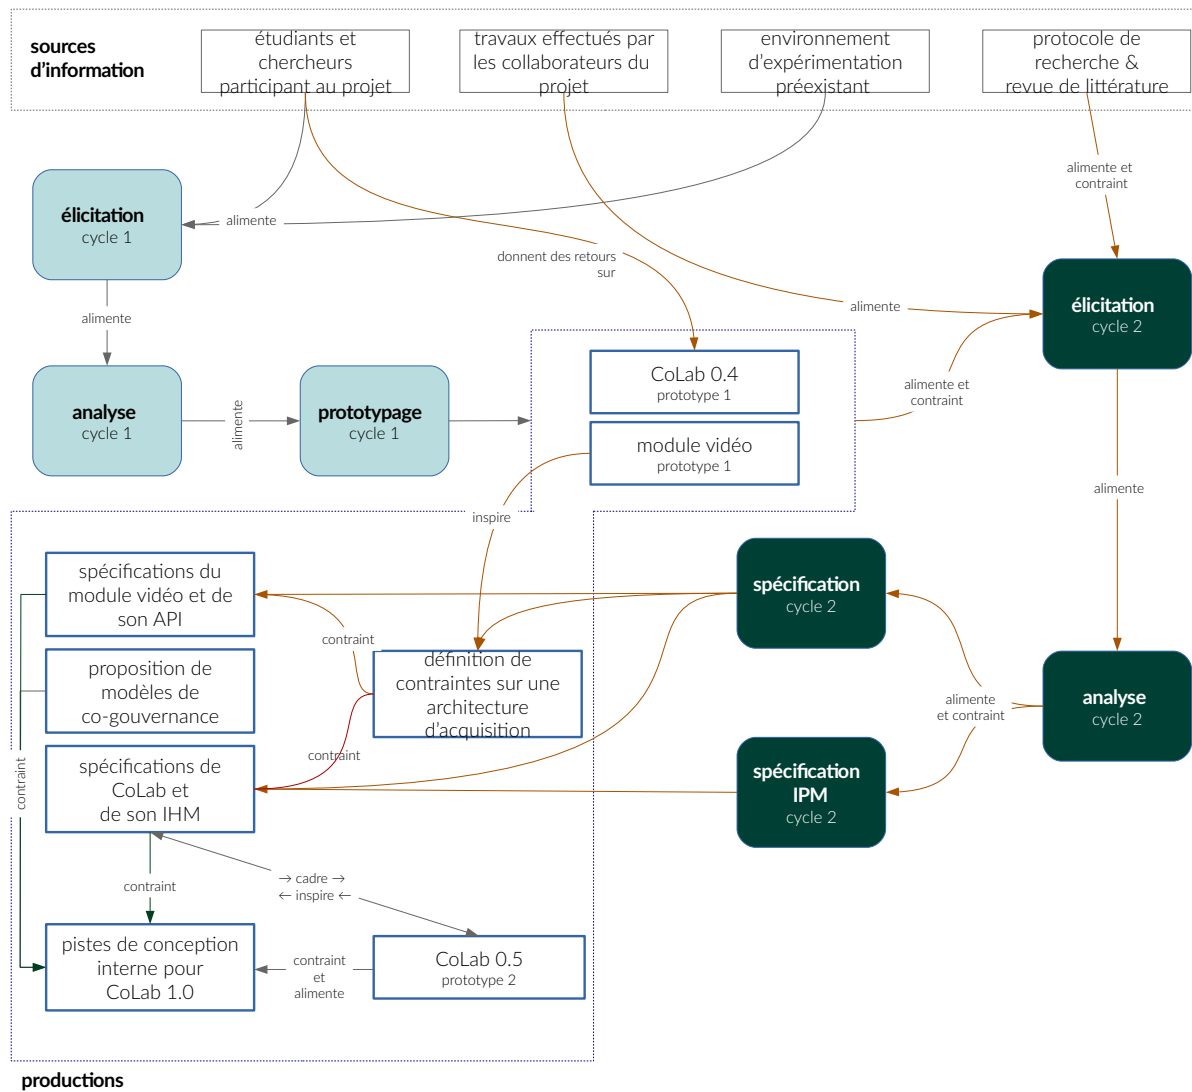 sources
d’information
étudiants et
chercheurs
participant au projet
travaux effectués par
les collaborateurs du
projet
environnement
d’expérimentation
préexistant
protocole de
recherche &
revue de littérature
alimente et
contraint
élicitation
cycle 1
alimente
donnent des retours
sur
élicitation
cycle 2
alimente
alimente
CoLab 0.4
prototype 1
alimente et
contraint
analyse
cycle 1
alimente
prototypage
cycle 1
module vidéo
prototype 1
alimente
inspire
spécifications du
module vidéo et de
son API
spécification
cycle 2
contraint
définition de
contraintes sur une
architecture
d’acquisition
proposition de
modèles de
co-gouvernance
alimente
et contraint
analyse
cycle 2
contraint
contraint
spécifications de
CoLab et
de son IHM
spécification
IPM
cycle 2
contraint
→ cadre →
← inspire ←
pistes de conception
interne pour
CoLab 1.0
contraint
et
alimente
CoLab 0.5
prototype 2
productions